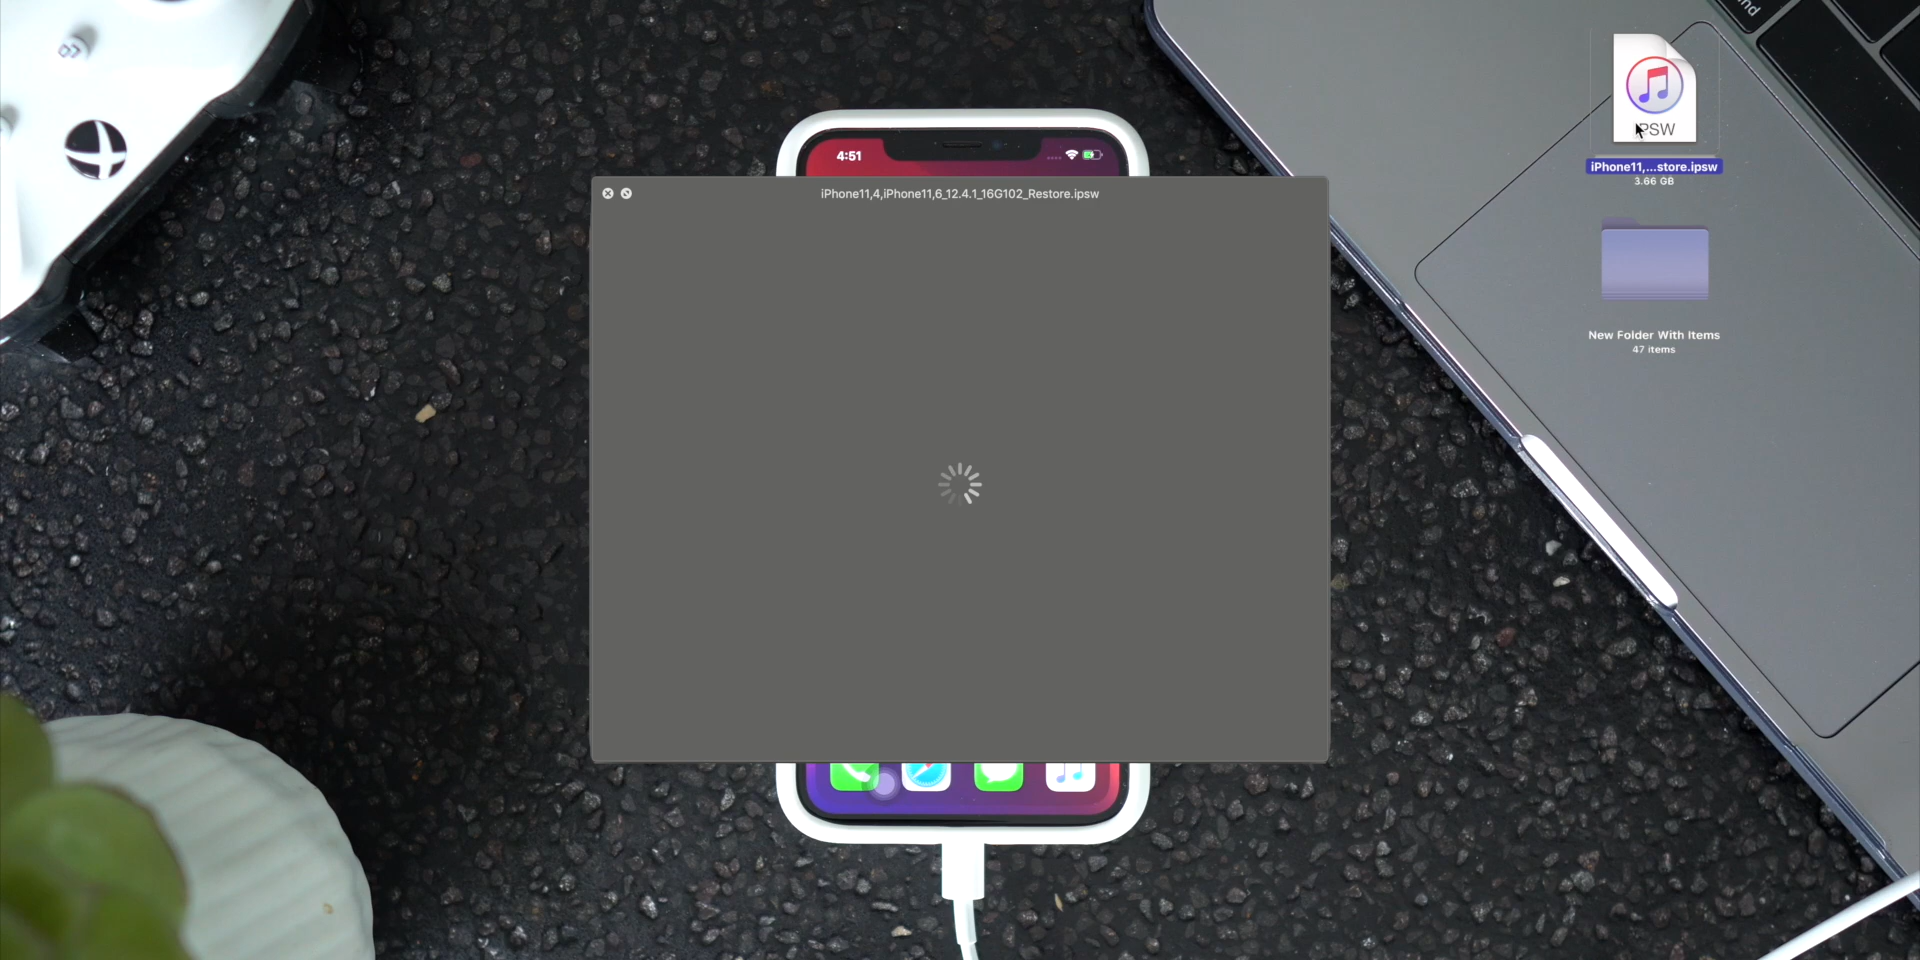 4:51
iPhone11,4,iPhone11,6_12.4.1_16G102_Restore.ipsw
PSW
iPhone11,...store.ipsw
3.66 GB
New Folder With Items
47 items